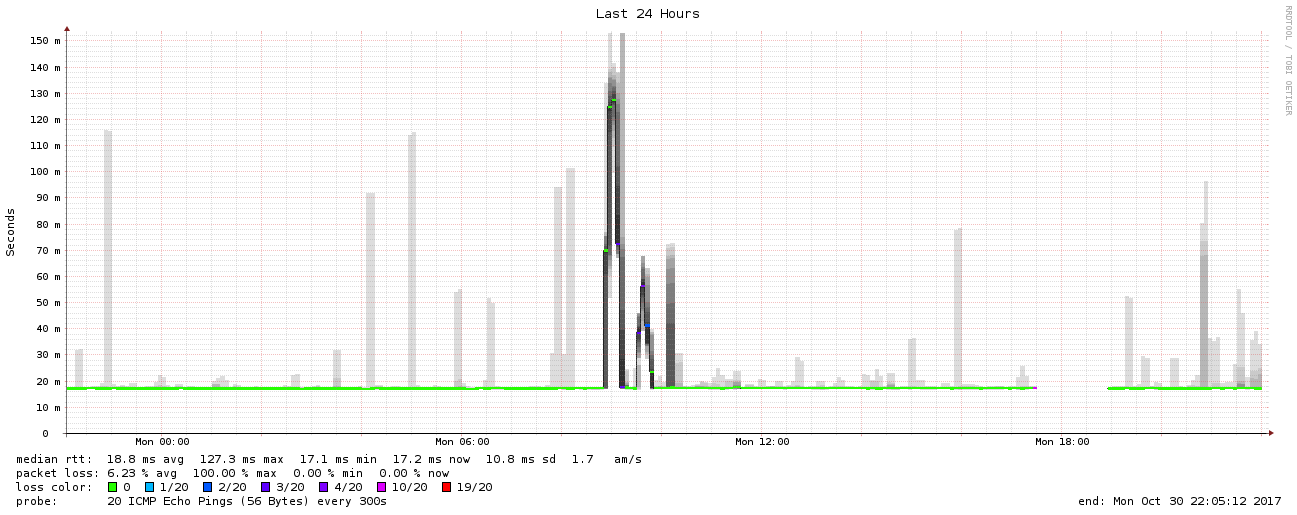 Last 24 Hours
RRDTOOL / TOBI OETIKER
Seconds
150 m
140 m
130 m
120 m
110 m
100 m
90 m
80 m
70 m
60 m
50 m
40 m
30 m
20 m
10 m
0
Mon 00:00 Mon 06:00 Mon 12:00 Mon 18:00
median rtt: 18.8 ms avg 127.3 ms max 17.1 ms min 17.2 ms now 10.8 ms sd 1.7 am/s
packet loss: 6.23 % avg 100.00 % max 0.00 % min 0.00 % now
loss color: 0 1/20 2/20 3/20 4/20 10/20 19/20
probe: 20 ICMP Echo Pings (56 Bytes) every 300s end: Mon Oct 30 22:05:12 2017